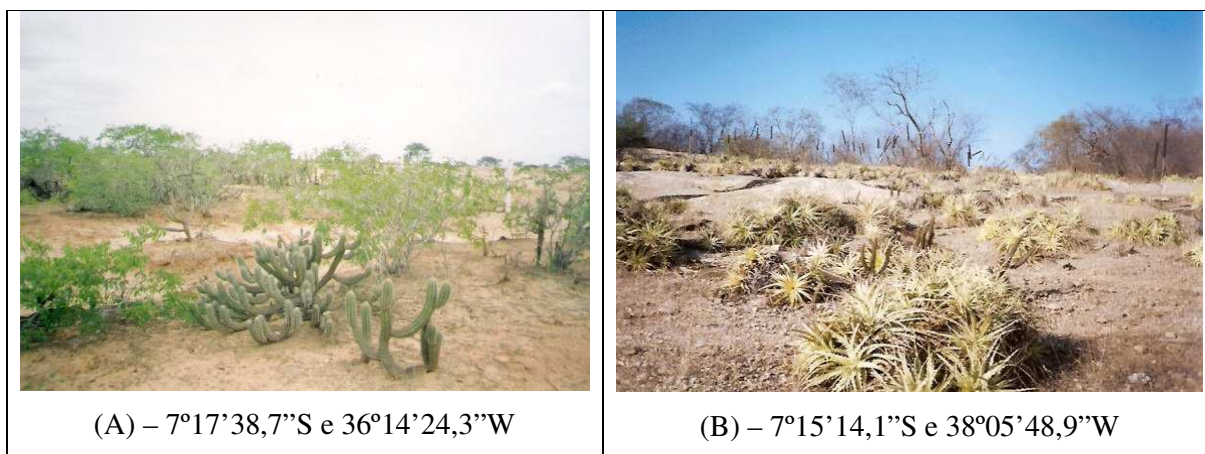 (A) – 7º17’38,7”S e 36º14’24,3”W
(B) – 7º15’14,1”S e 38º05’48,9”W